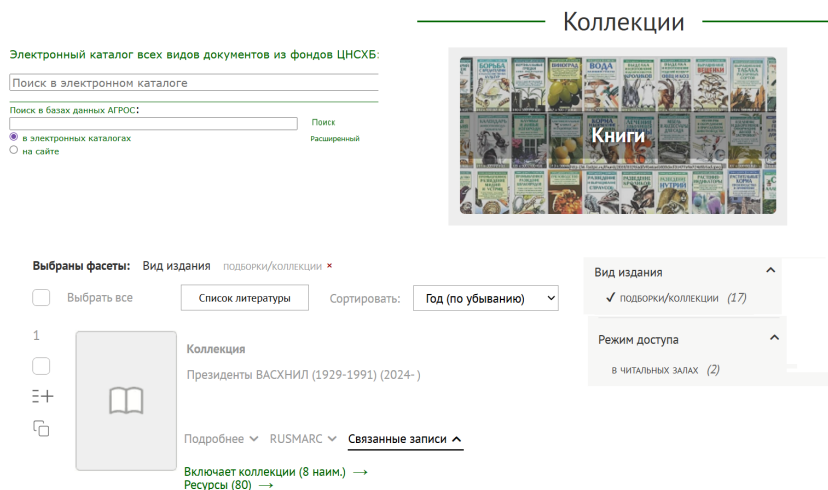 Коллекции
Электронный каталог всех видов документов из фондов ЦНСХБ:
Поиск в электронном каталоге
Поиск в базах данных АГРОС:
Поиск
в электронных каталогах
Расширенный
на сайте
Книги
Выбраны фасеты: Вид издания ПОДБОРКИ/КОЛЛЕКЦИИ ×
Выбрать все
Список литературы
Сортировать:
Год (по убыванию)
1
Коллекция
Президенты ВАСХНИЛ (1929-1991) (2024- )
Подробнее
RUSMARC
Связанные записи
Включает коллекции (8 наим.) →
Ресурсы (80) →
Вид издания
✓ ПОДБОРКИ/КОЛЛЕКЦИИ (17)
Режим доступа
В ЧИТАЛЬНЫХ ЗАЛАХ (2)